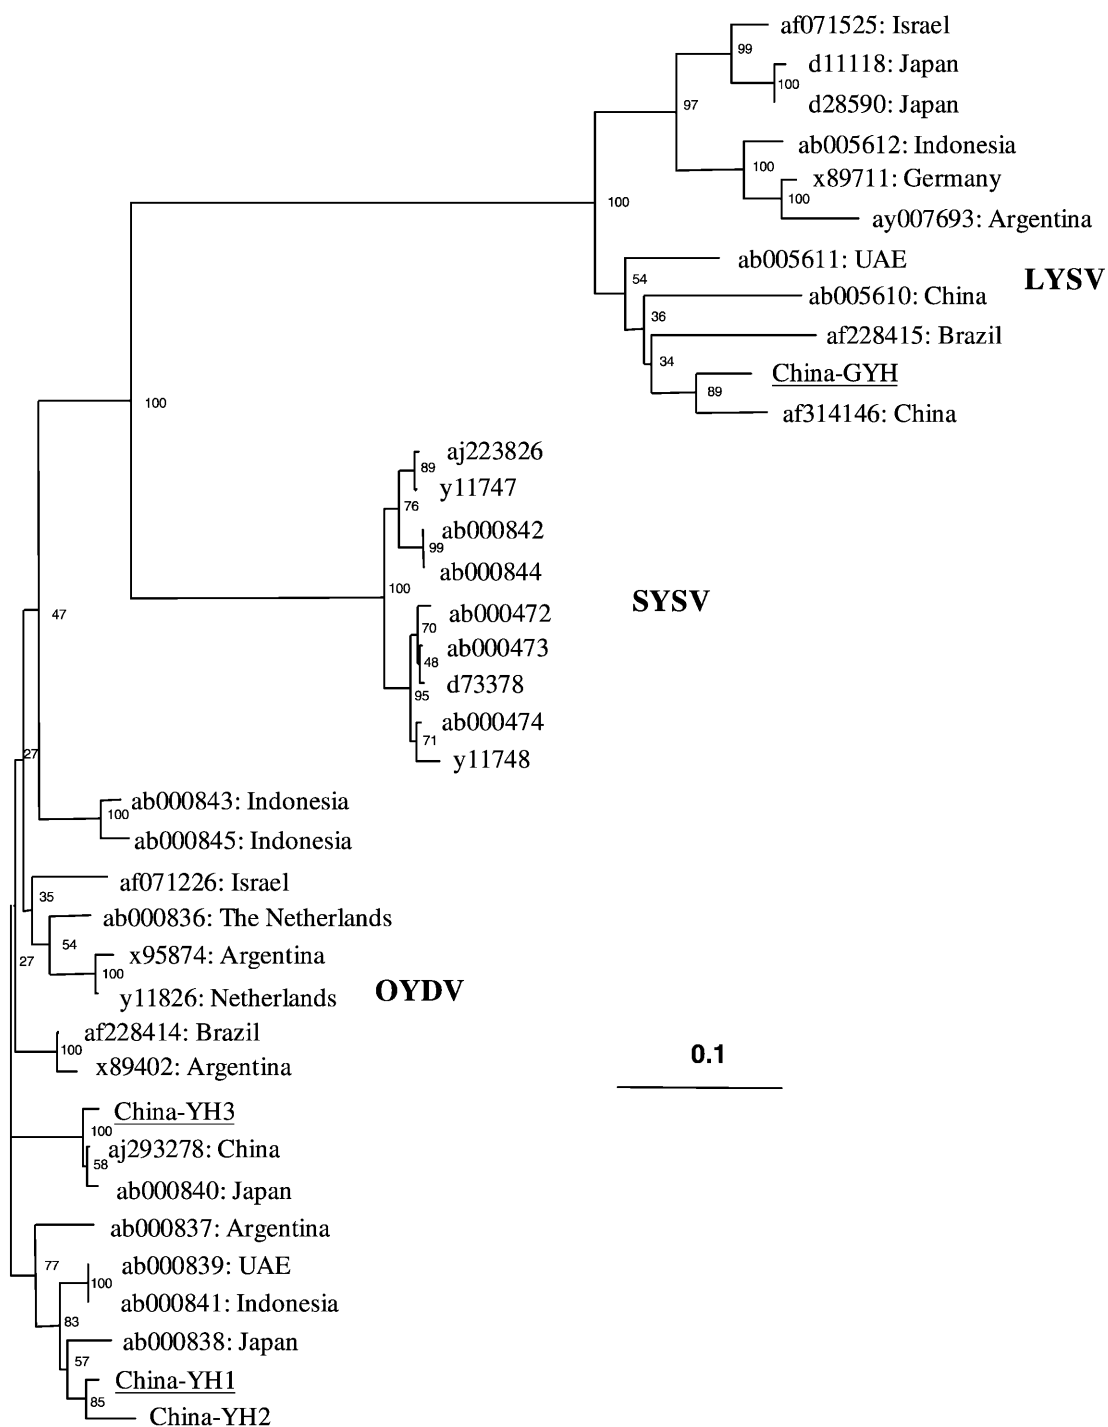 af071525: Israel
99
d11118: Japan
100
d28590: Japan
97
ab005612: Indonesia
100
x89711: Germany
100
ay007693: Argentina
100
ab005611: UAE
54
LYSV
ab005610: China
36
af228415: Brazil
34
China-GYH
89
af314146: China
100
aj223826
89
y11747
76
ab000842
99
ab000844
100
SYSV
ab000472
70
ab000473
48
d73378
95
ab000474
71
y11748
47
27
ab000843: Indonesia
100
ab000845: Indonesia
af071226: Israel
35
ab000836: The Netherlands
54
x95874: Argentina
27
100
y11826: Netherlands
OYDV
af228414: Brazil
100
x89402: Argentina
0.1
China-YH3
100
aj293278: China
58
ab000840: Japan
ab000837: Argentina
77
ab000839: UAE
100
ab000841: Indonesia
83
ab000838: Japan
57
China-YH1
85
China-YH2